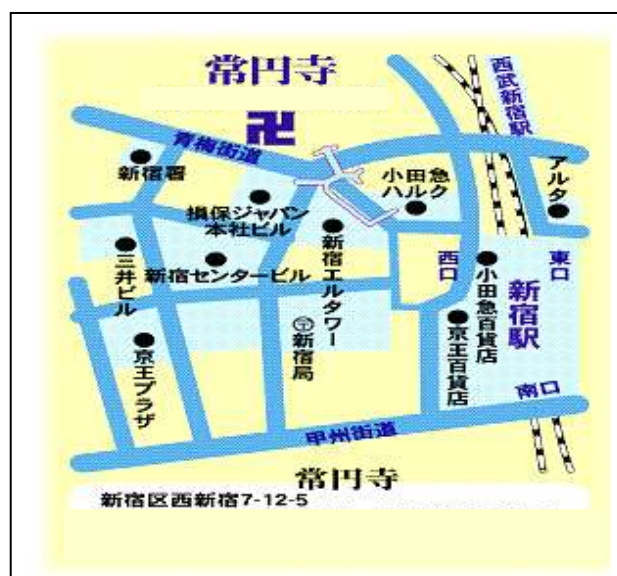 常円寺
卍
青梅街道
西武新宿駅
新宿署
小田急
ハルク
アルタ
損保ジャパン
本社ビル
三井ビル
新宿センタービル
新宿エルタワー
西口
小田急百貨店
東口
新宿駅
〒新宿局
京王百貨店
京王プラザ
南口
甲州街道
常円寺
新宿区西新宿7-12-5